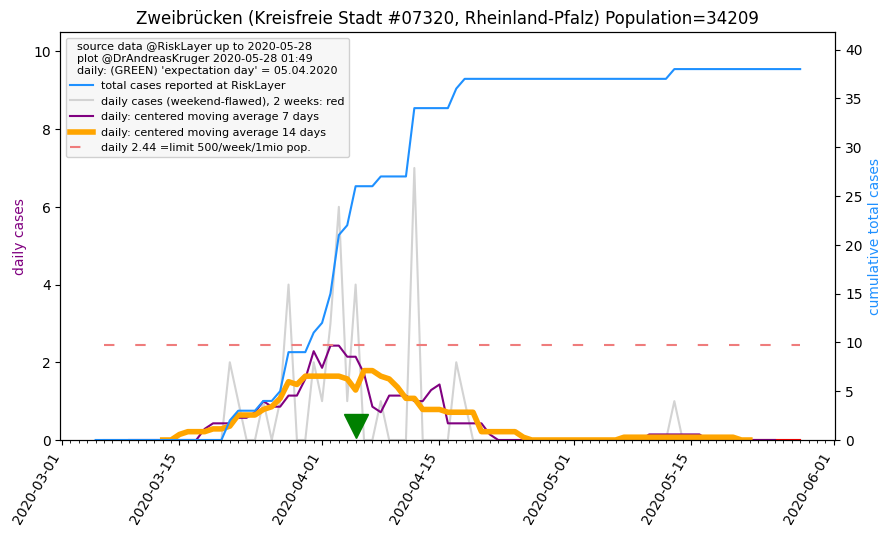 Zweibrücken (Kreisfreie Stadt #07320, Rheinland-Pfalz) Population=34209
source data @RiskLayer up to 2020-05-28
plot @DrAndreasKruger 2020-05-28 01:49
daily: (GREEN) 'expectation day' = 05.04.2020
total cases reported at RiskLayer
daily cases (weekend-flawed), 2 weeks: red
daily: centered moving average 7 days
daily: centered moving average 14 days
daily 2.44 =limit 500/week/1mio pop.
daily cases
10
8
6
4
2
0
cumulative total cases
40
35
30
25
20
15
10
5
0
2020-03-01
2020-03-15
2020-04-01
2020-04-15
2020-05-01
2020-05-15
2020-06-01